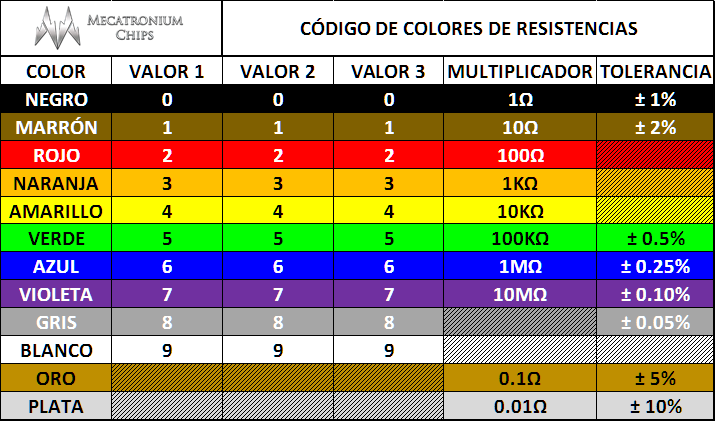 MECATRONIUM CHIPS
CÓDIGO DE COLORES DE RESISTENCIAS
COLOR VALOR 1 VALOR 2 VALOR 3 MULTIPLICADOR TOLERANCIA
NEGRO 0 0 0 1Ω ± 1%
MARRÓN 1 1 1 10Ω ± 2%
ROJO 2 2 2 100Ω
NARANJA 3 3 3 1KΩ
AMARILLO 4 4 4 10KΩ
VERDE 5 5 5 100KΩ ± 0.5%
AZUL 6 6 6 1MΩ ± 0.25%
VIOLETA 7 7 7 10MΩ ± 0.10%
GRIS 8 8 8 ± 0.05%
BLANCO 9 9 9
ORO 0.1Ω ± 5%
PLATA 0.01Ω ± 10%